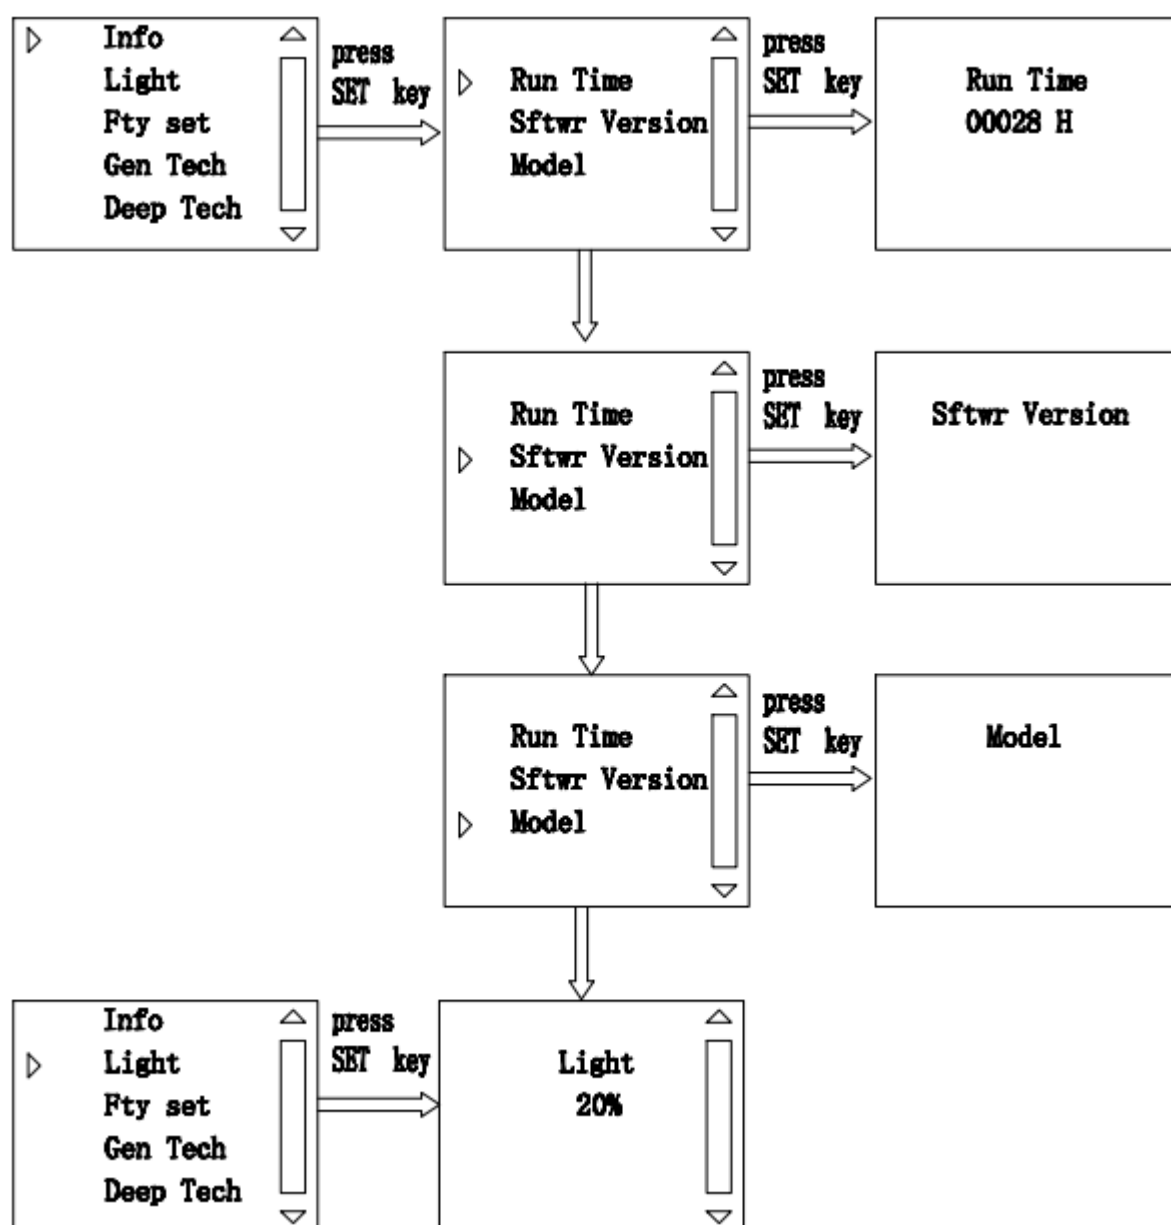 Info
Light
Fty set
Gen Tech
Deep Tech
press
SET key
Run Time
Sftwr Version
Model
press
SET key
Run Time
00028 H
Run Time
Sftwr Version
Model
press
SET key
Sftwr Version
Run Time
Sftwr Version
Model
press
SET key
Model
Info
Light
Fty set
Gen Tech
Deep Tech
press
SET key
Light
20%